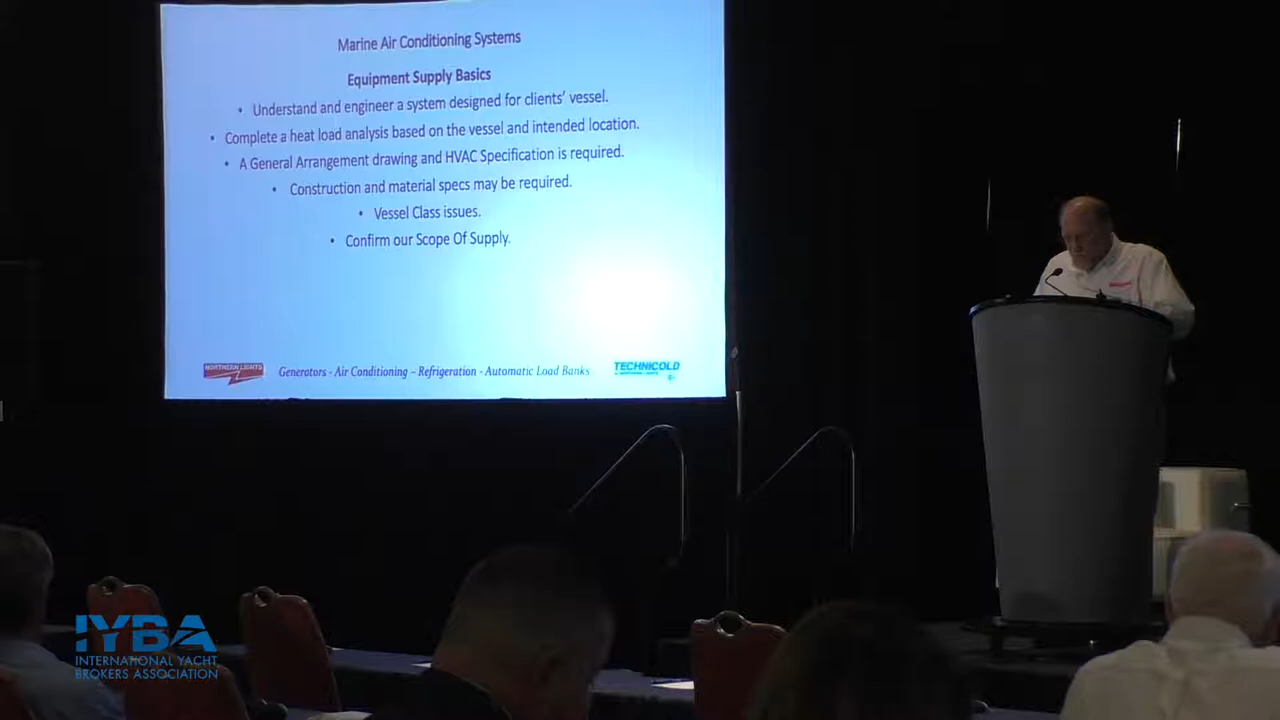 Marine Air Conditioning Systems
Equipment Supply Basics
• Understand and engineer a system designed for clients' vessel.
• Complete a heat load analysis based on the vessel and intended location.
• A General Arrangement drawing and HVAC Specification is required.
• Construction and material specs may be required.
• Vessel Class issues.
• Confirm our Scope Of Supply.
NORTHERN LIGHTS
Generators - Air Conditioning – Refrigeration - Automatic Load Banks
TECHNICOLD
IYBA
INTERNATIONAL YACHT
BROKERS ASSOCIATION